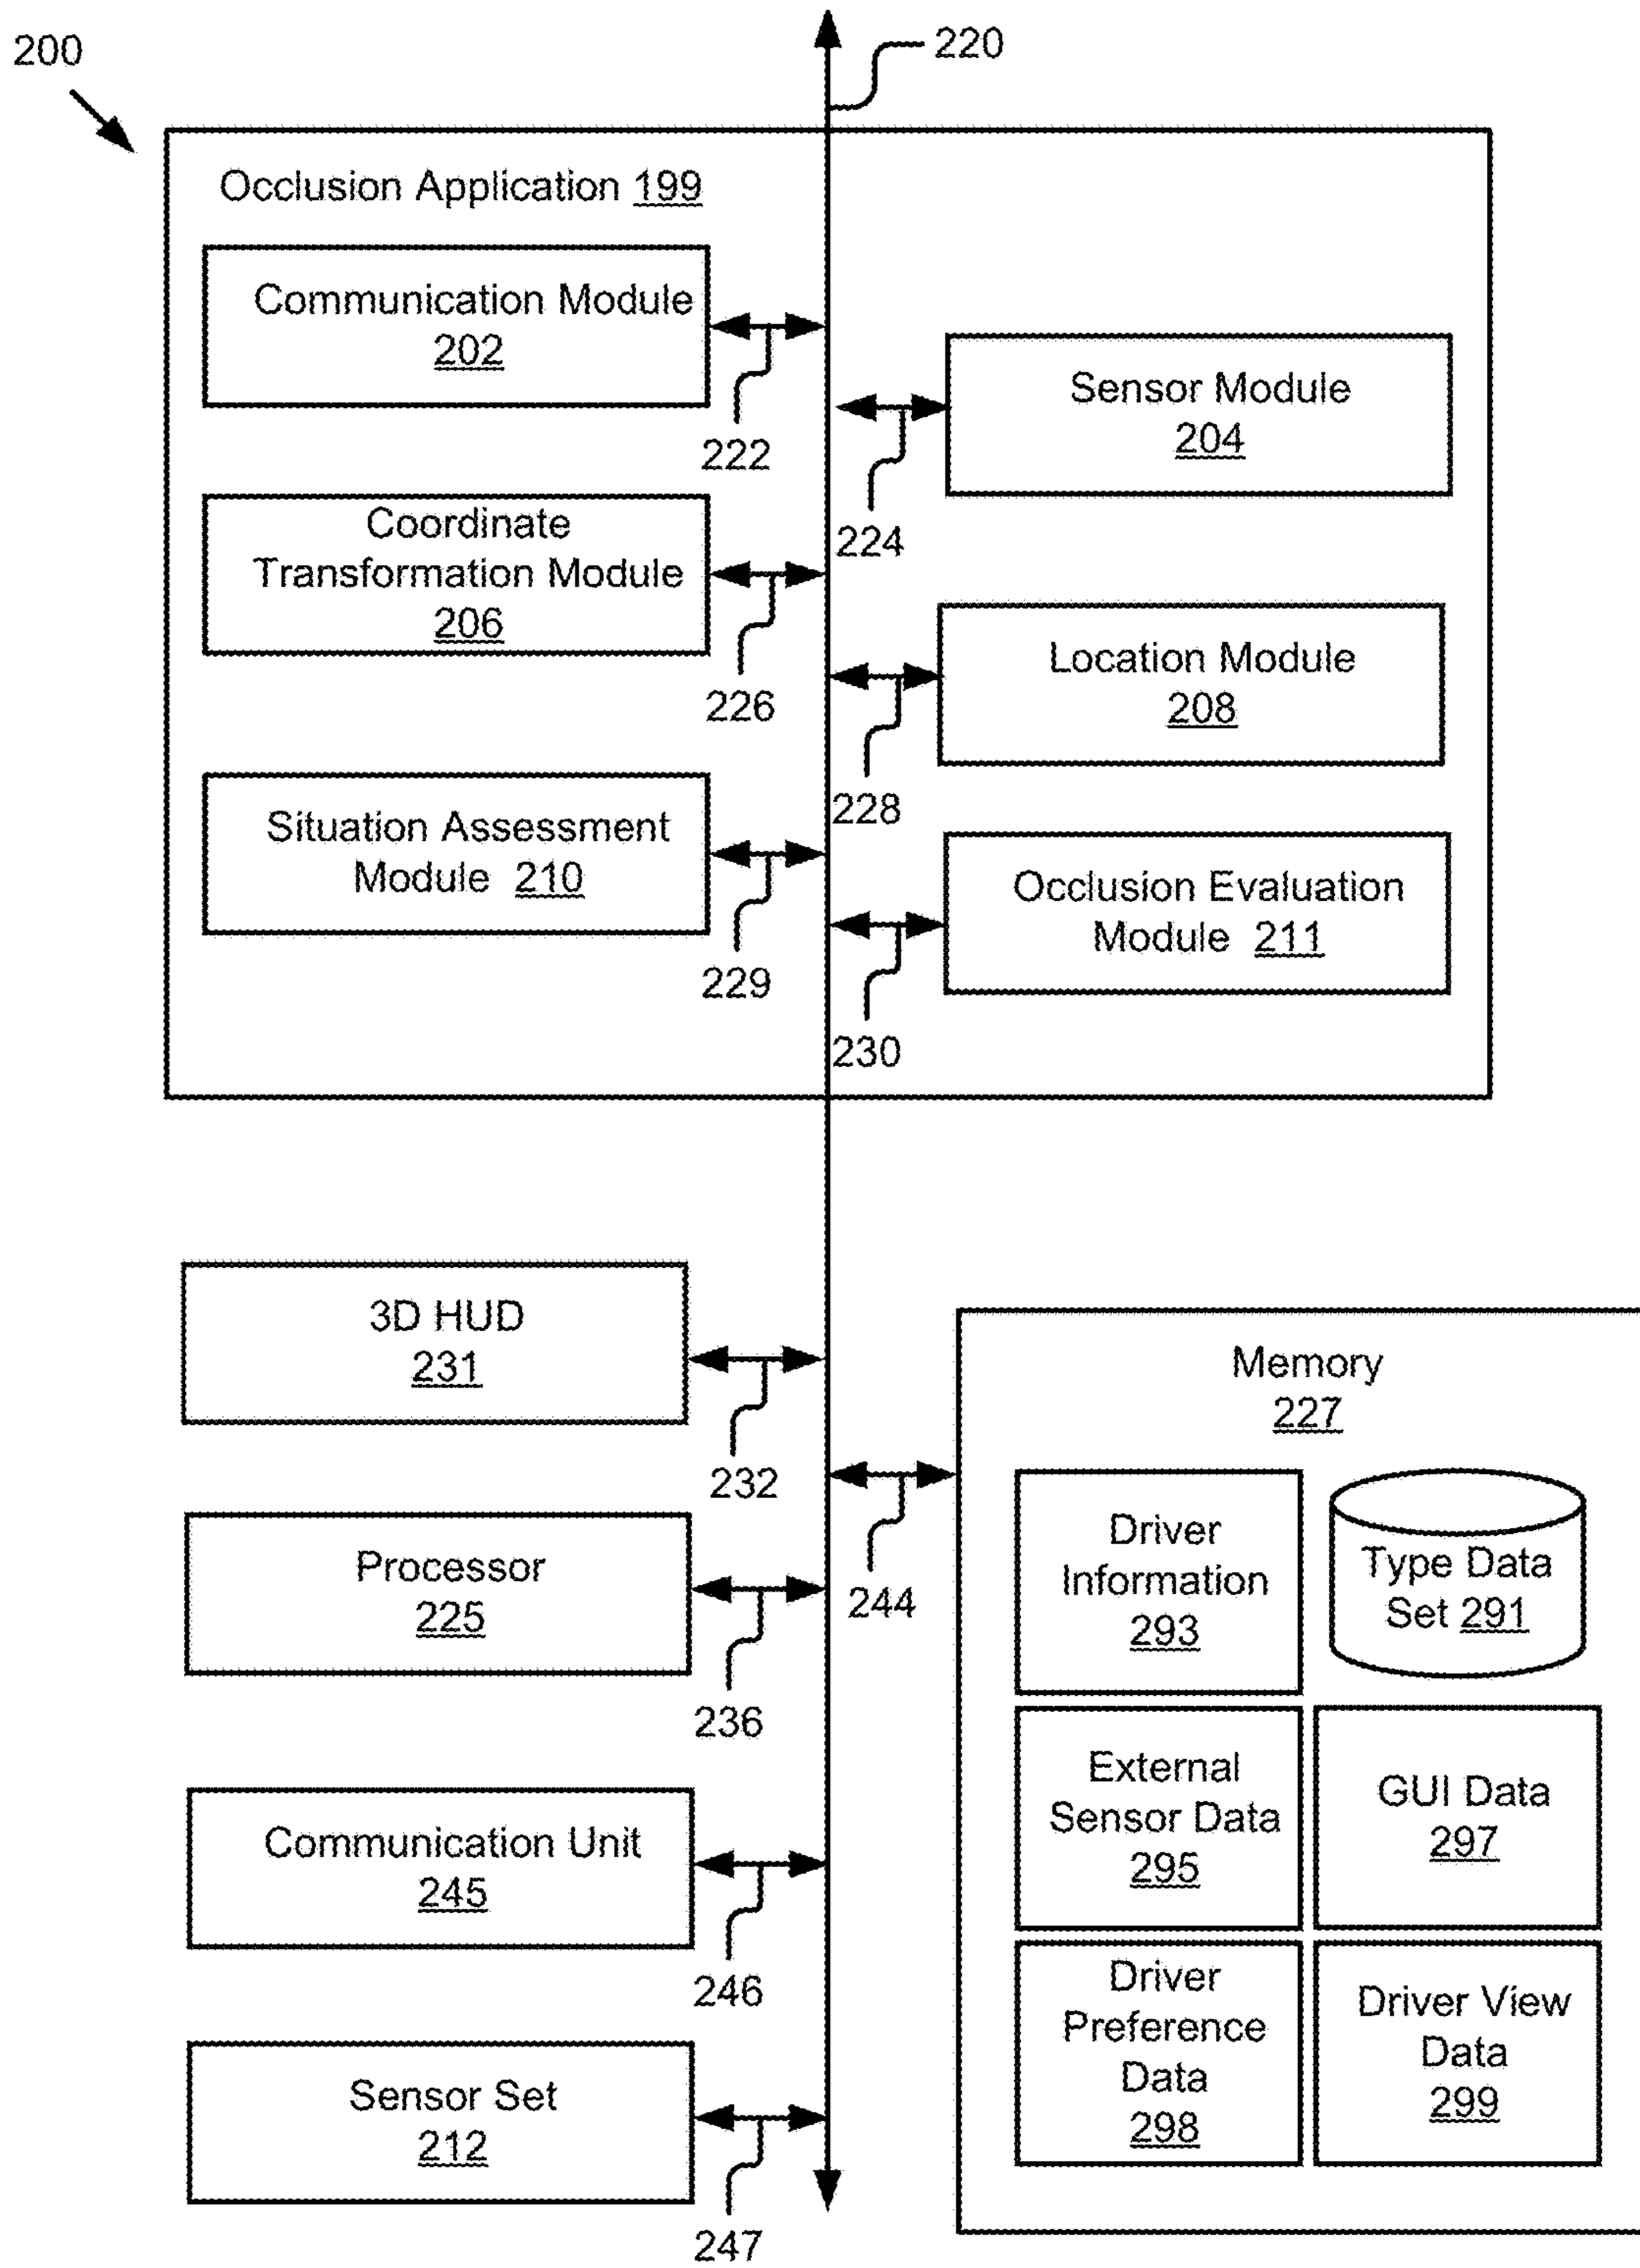 200
220
Occlusion Application 199
Communication Module
202
222
Sensor Module
204
224
Coordinate
Transformation Module
206
226
Location Module
208
228
Situation Assessment
Module 210
229
Occlusion Evaluation
Module 211
230
3D HUD
231
232
Processor
225
236
Communication Unit
245
246
Sensor Set
212
247
Memory
227
244
Driver
Information
293
Type Data
Set 291
External
Sensor Data
295
GUI Data
297
Driver
Preference
Data
298
Driver View
Data
299